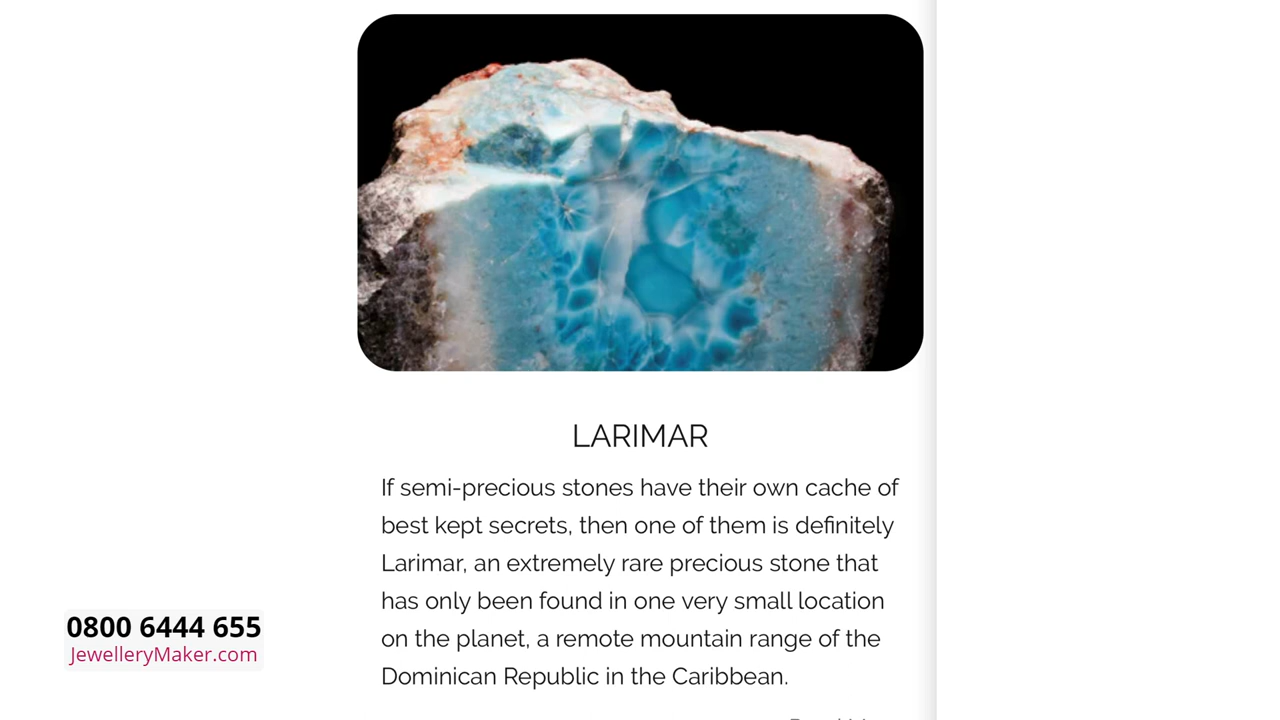 LARIMAR
If semi-precious stones have their own cache of
best kept secrets, then one of them is definitely
Larimar, an extremely rare precious stone that
has only been found in one very small location
on the planet, a remote mountain range of the
Dominican Republic in the Caribbean.
0800 6444 655
JewelleryMaker.com